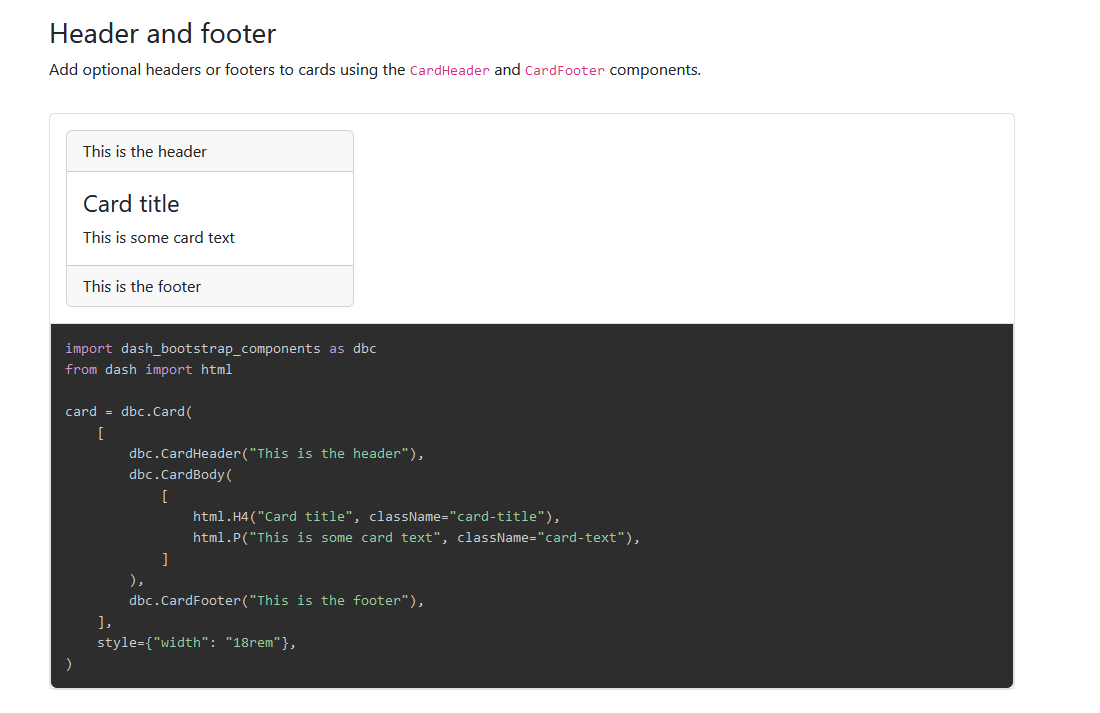 Header and footer
Add optional headers or footers to cards using the CardHeader and CardFooter components.
This is the header
Card title
This is some card text
This is the footer
import dash_bootstrap_components as dbc
from dash import html

card = dbc.Card(
    [
        dbc.CardHeader("This is the header"),
        dbc.CardBody(
            [
                html.H4("Card title", className="card-title"),
                html.P("This is some card text", className="card-text"),
            ]
        ),
        dbc.CardFooter("This is the footer"),
    ],
    style={"width": "18rem"},
)